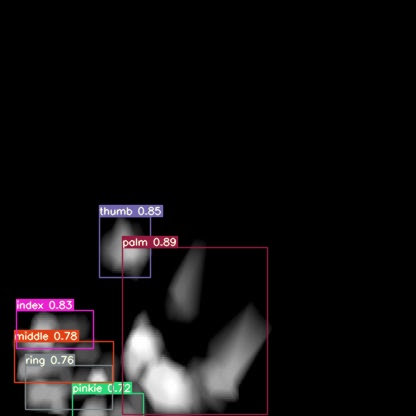 thumb 0.85
palm 0.89
index 0.83
middle 0.78
ring 0.76
pinkie 0.72